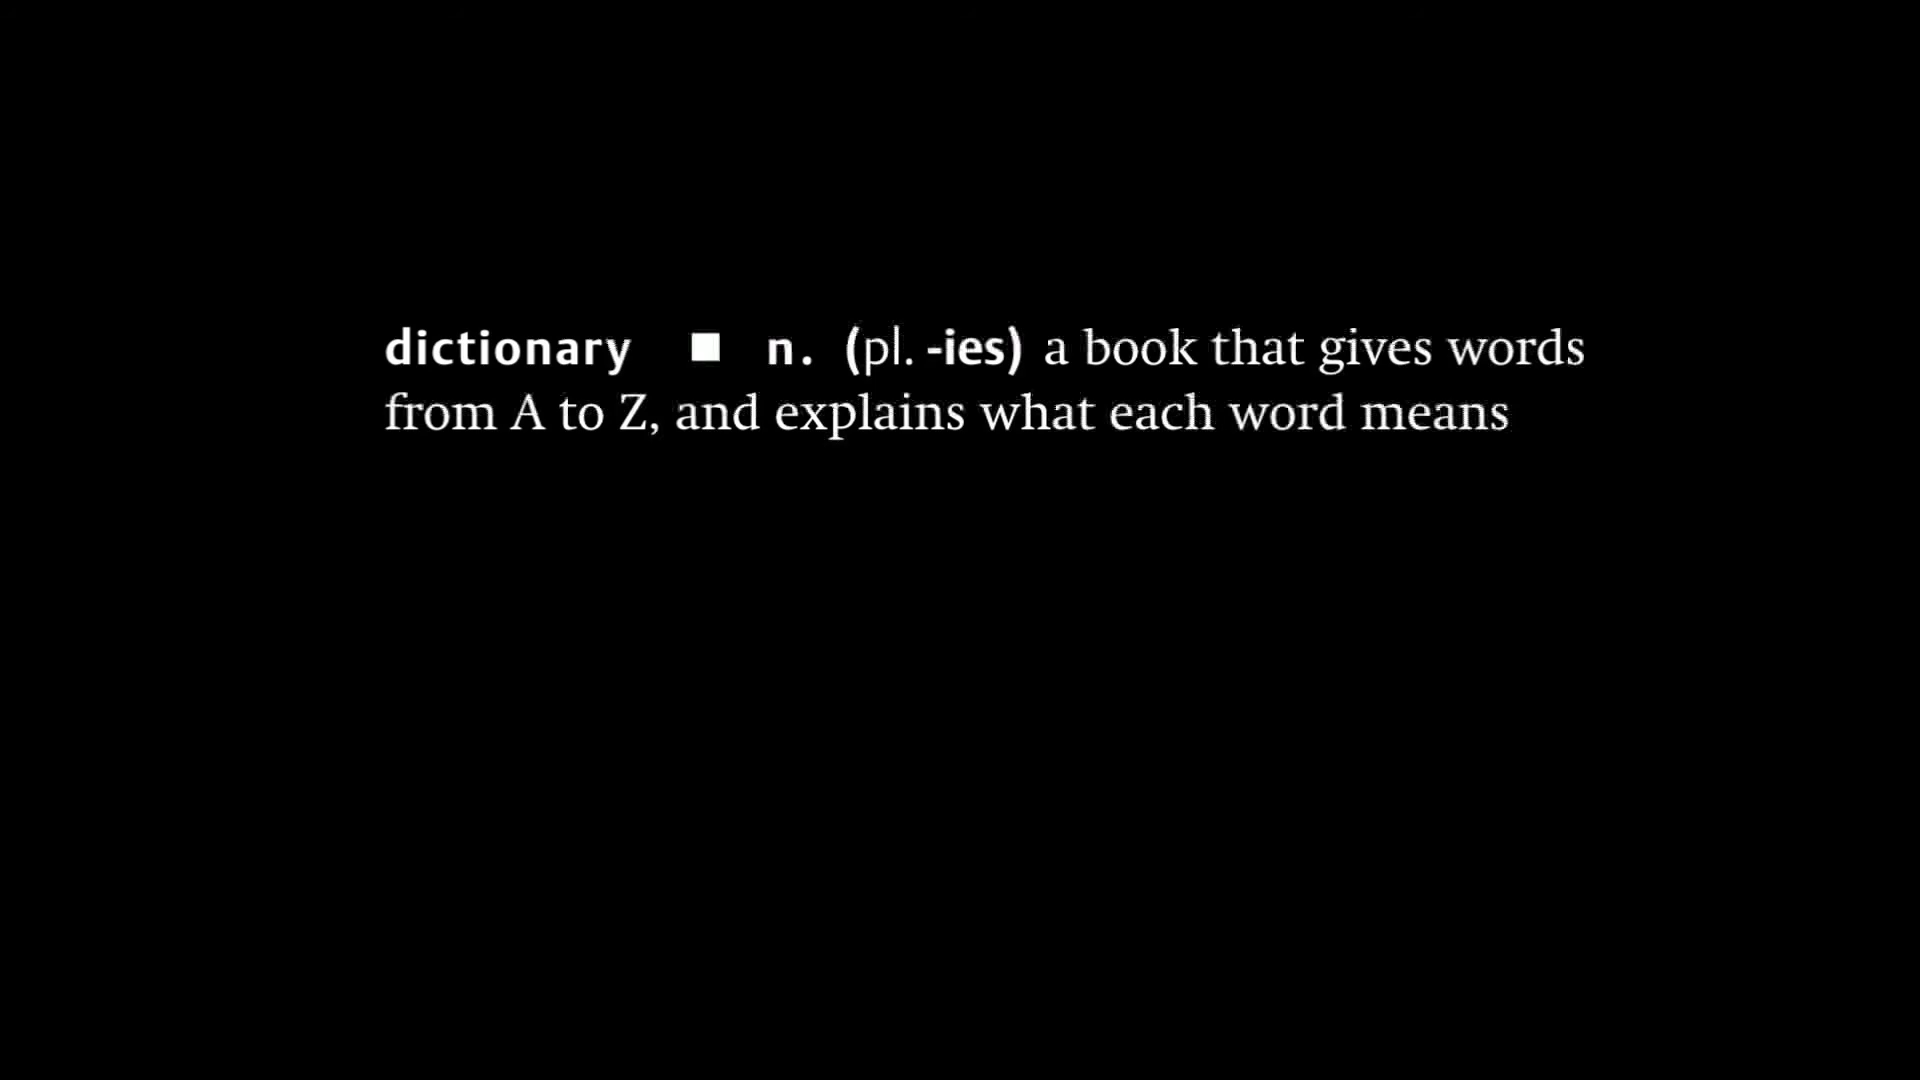 dictionary ■ n. (pl. -ies) a book that gives words
from A to Z, and explains what each word means